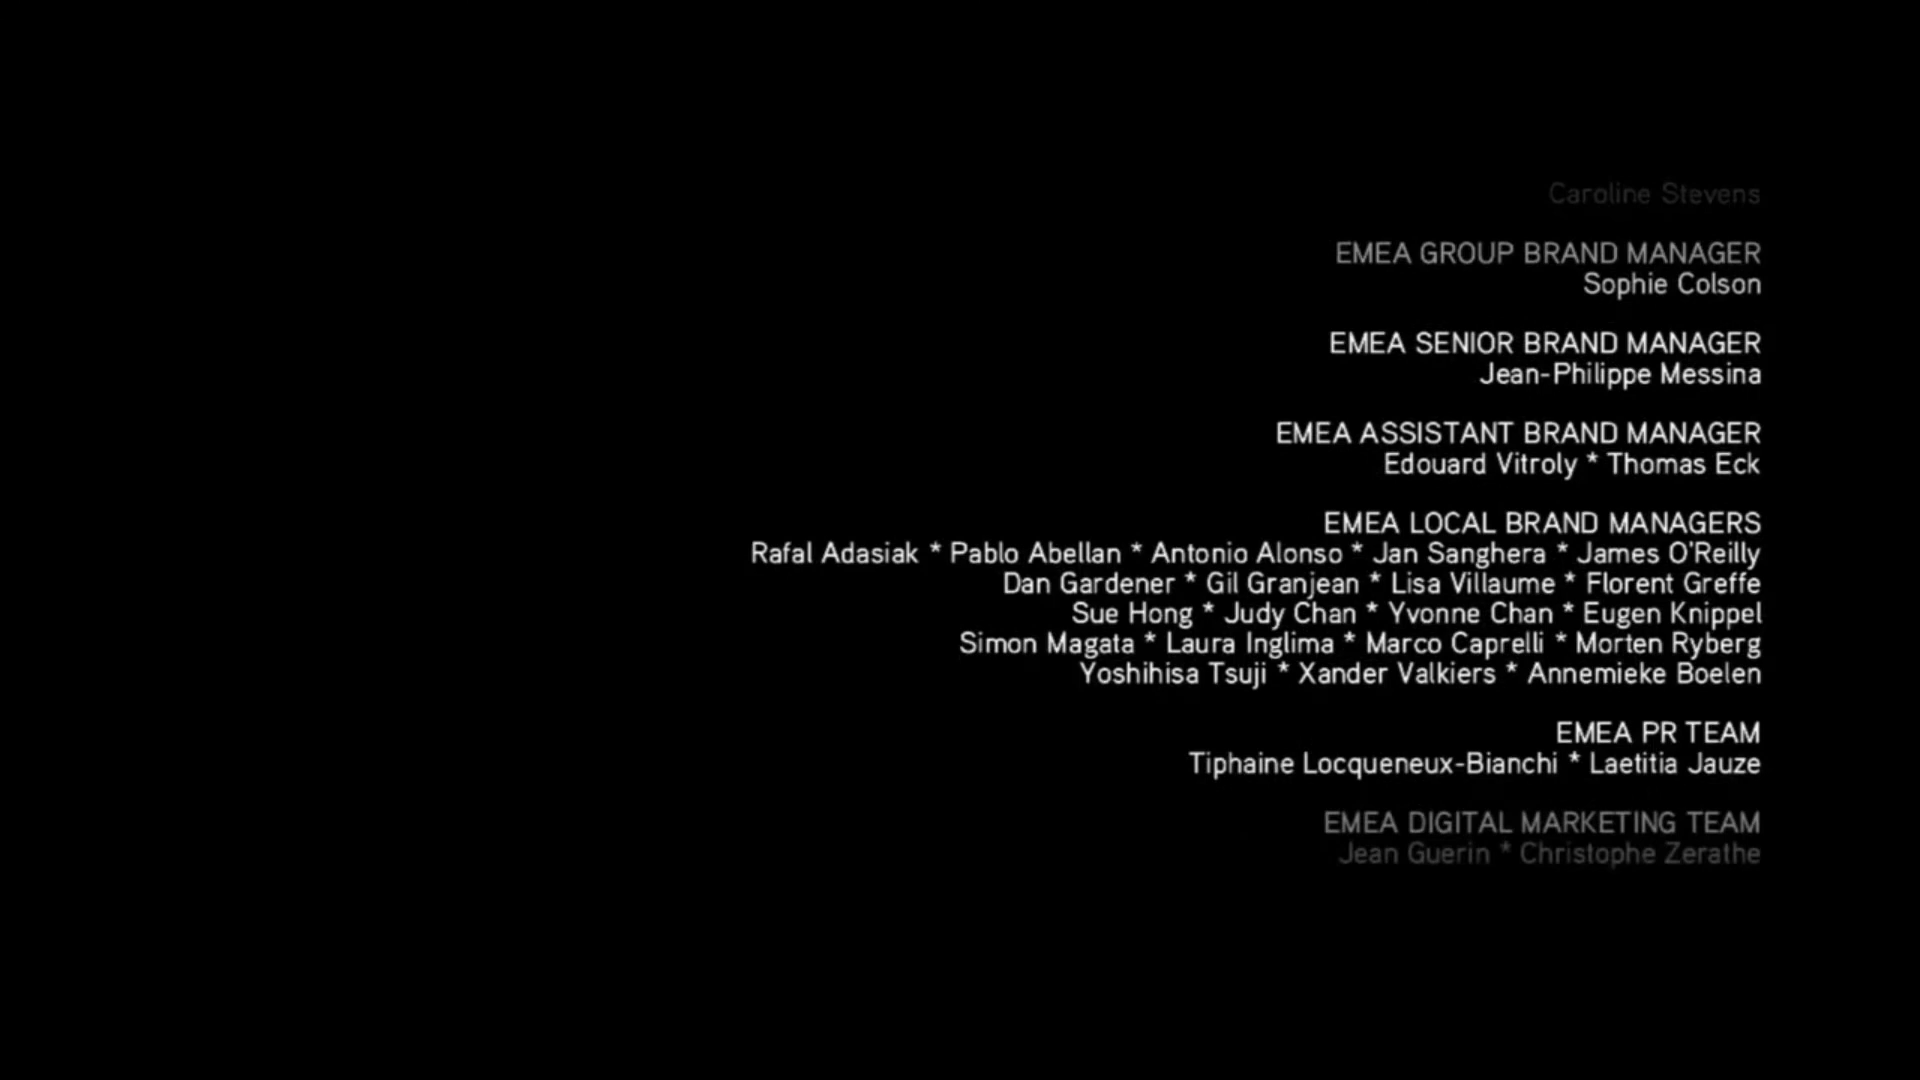 Caroline Stevens
EMEA GROUP BRAND MANAGER
Sophie Colson
EMEA SENIOR BRAND MANAGER
Jean-Philippe Messina
EMEA ASSISTANT BRAND MANAGER
Edouard Vitroly * Thomas Eck
EMEA LOCAL BRAND MANAGERS
Rafal Adasiak * Pablo Abellan * Antonio Alonso * Jan Sanghera * James O'Reilly
Dan Gardener * Gil Granjean * Lisa Villaume * Florent Greffe
Sue Hong * Judy Chan * Yvonne Chan * Eugen Knippel
Simon Magata * Laura Inglima * Marco Caprelli * Morten Ryberg
Yoshihisa Tsuji * Xander Valkiers * Annemieke Boelen
EMEA PR TEAM
Tiphaine Locqueneux-Bianchi * Laetitia Jauze
EMEA DIGITAL MARKETING TEAM
Jean Guerin * Christophe Zerathe